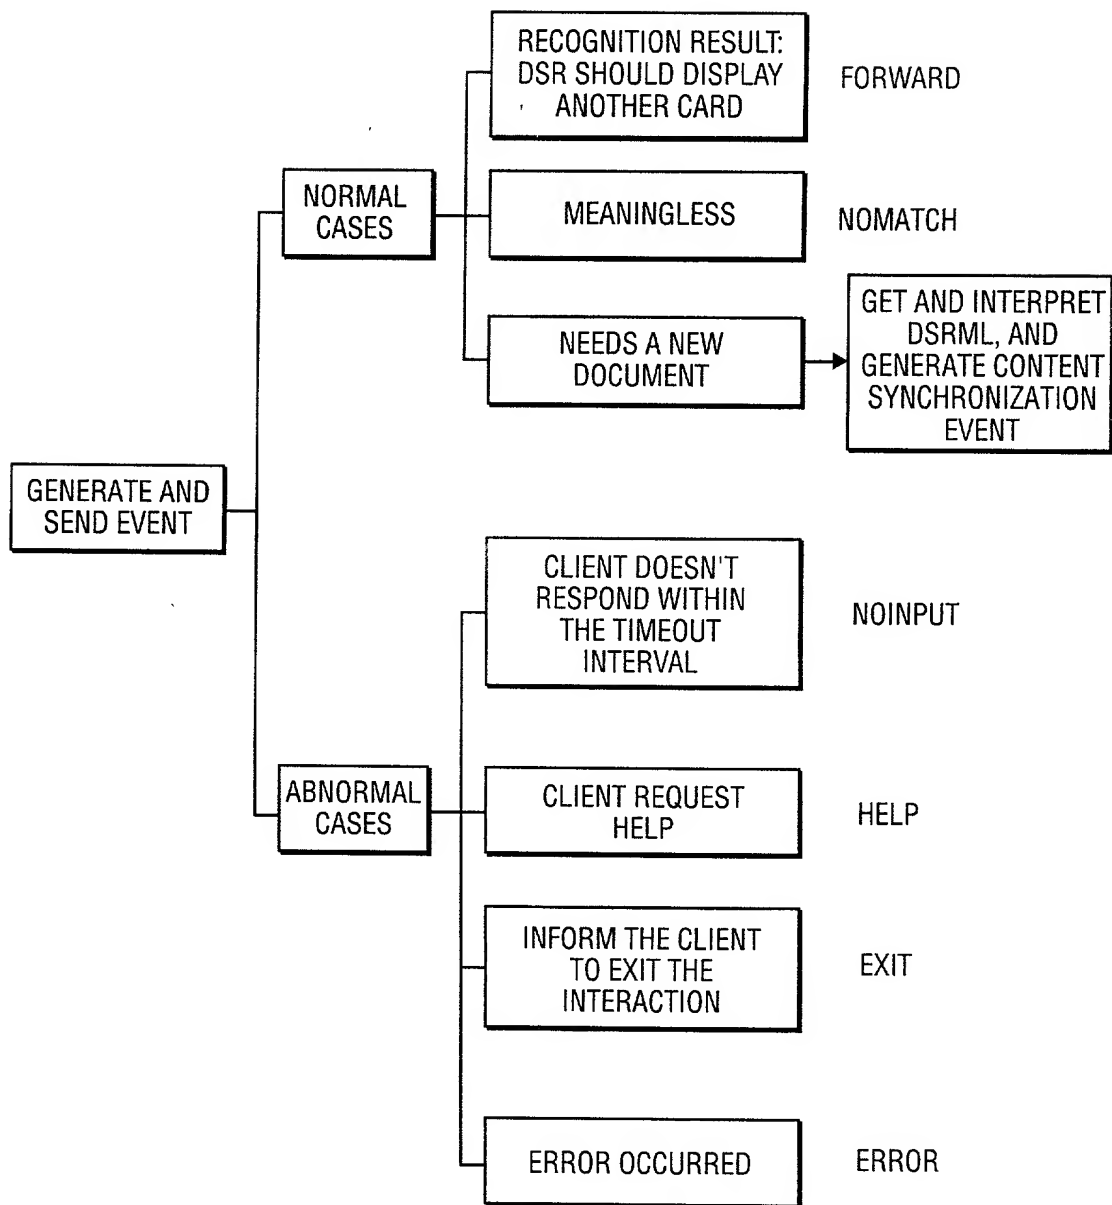 RECOGNITION RESULT:
DSR SHOULD DISPLAY
ANOTHER CARD
FORWARD
NORMAL
CASES
MEANINGLESS
NOMATCH
NEEDS A NEW
DOCUMENT
GET AND INTERPRET
DSRML, AND
GENERATE CONTENT
SYNCHRONIZATION
EVENT
GENERATE AND
SEND EVENT
CLIENT DOESN'T
RESPOND WITHIN
THE TIMEOUT
INTERVAL
NOINPUT
ABNORMAL
CASES
CLIENT REQUEST
HELP
HELP
INFORM THE CLIENT
TO EXIT THE
INTERACTION
EXIT
ERROR OCCURRED
ERROR